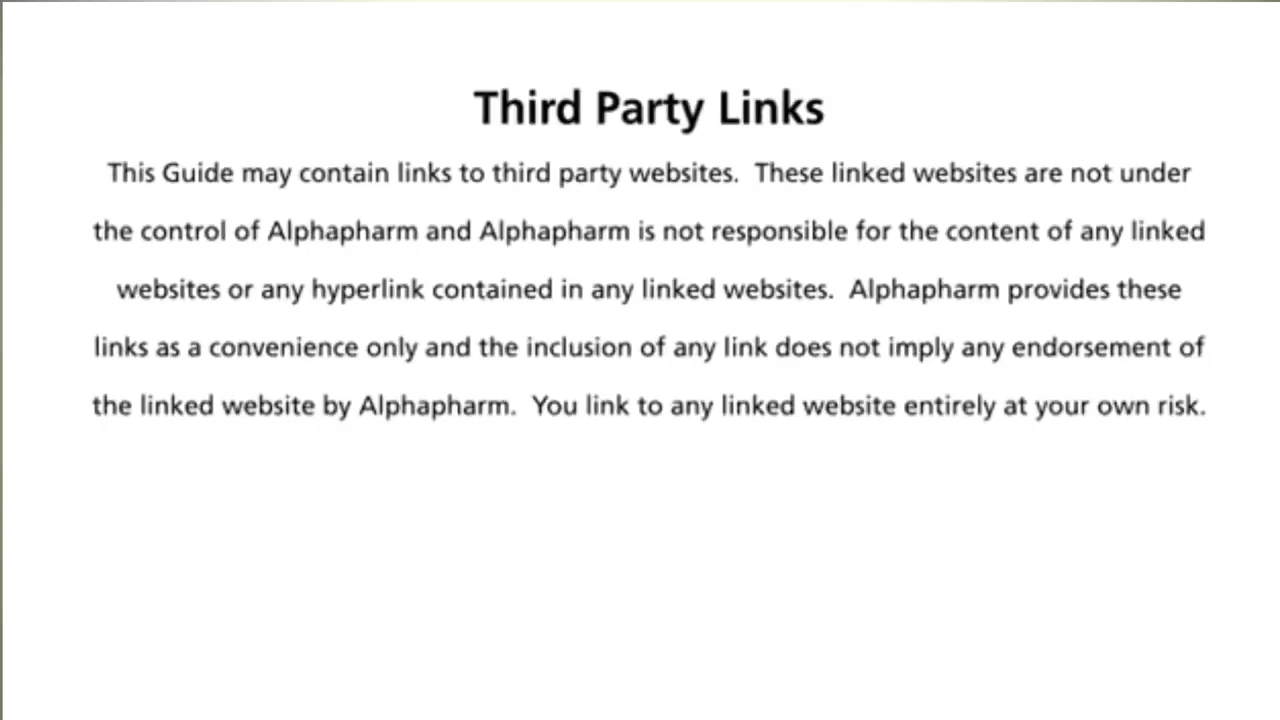 Third Party Links
This Guide may contain links to third party websites.  These linked websites are not under
the control of Alphapharm and Alphapharm is not responsible for the content of any linked
websites or any hyperlink contained in any linked websites.  Alphapharm provides these
links as a convenience only and the inclusion of any link does not imply any endorsement of
the linked website by Alphapharm.  You link to any linked website entirely at your own risk.